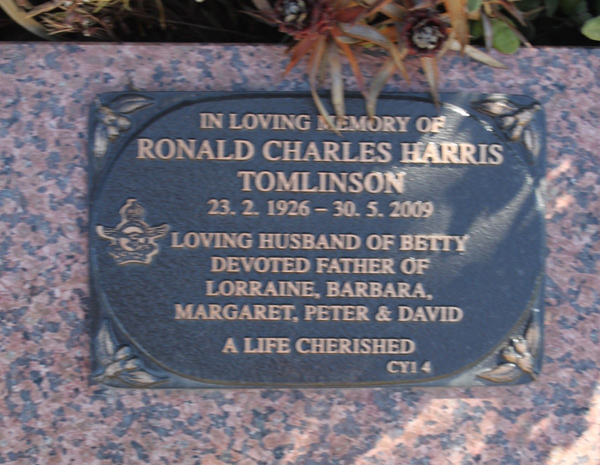 IN LOVING MEMORY OF
RONALD CHARLES HARRIS
TOMLINSON
23. 2. 1926 – 30. 5. 2009
LOVING HUSBAND OF BETTY
DEVOTED FATHER OF
LORRAINE, BARBARA,
MARGARET, PETER & DAVID
A LIFE CHERISHED
CY1 4